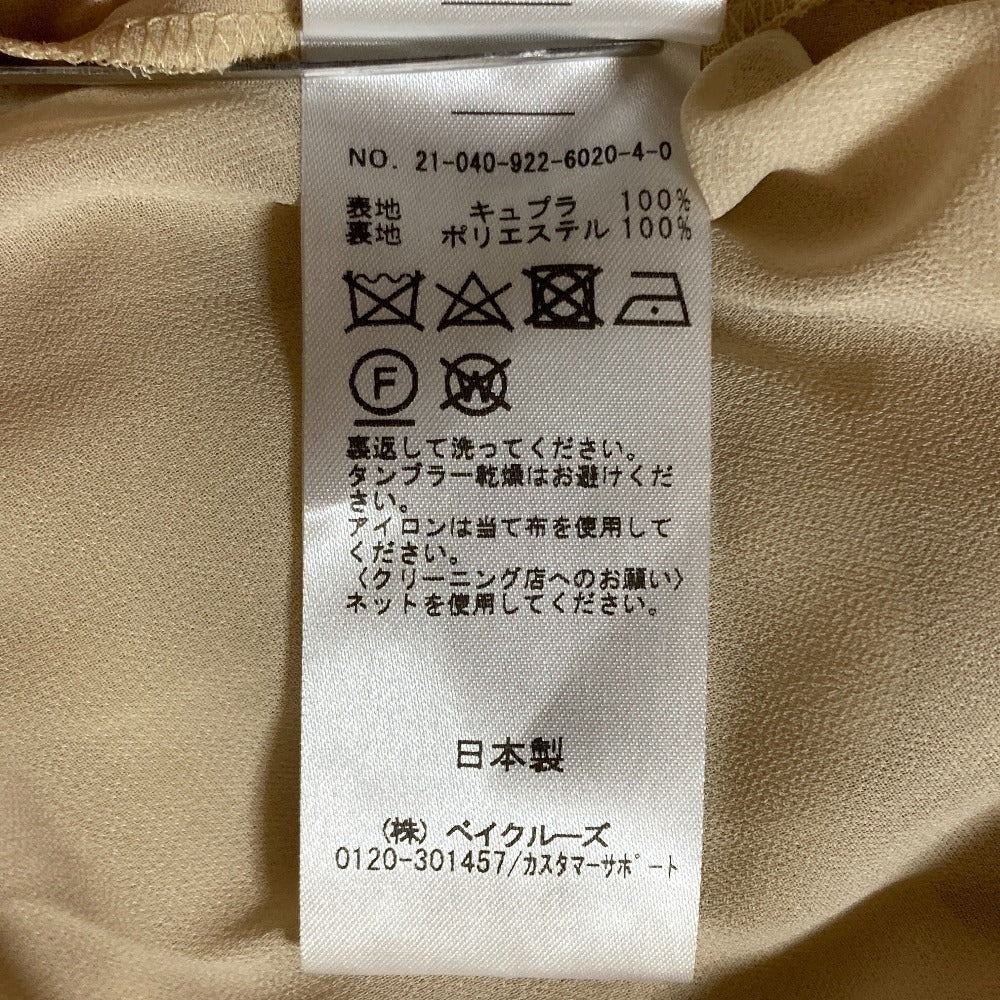 NO. 21-040-922-6020-4-0
表地 キュプラ 100%
裏地 ポリエステル 100%
F W
裏返して洗ってください。
タンブラー乾燥はお避けくだ
さい。
アイロンは当て布を使用して
ください。
〈クリーニング店へのお願い〉
ネットを使用してください。
日本製
(株) ベイクルーズ
0120-301457/カスタマーサポート